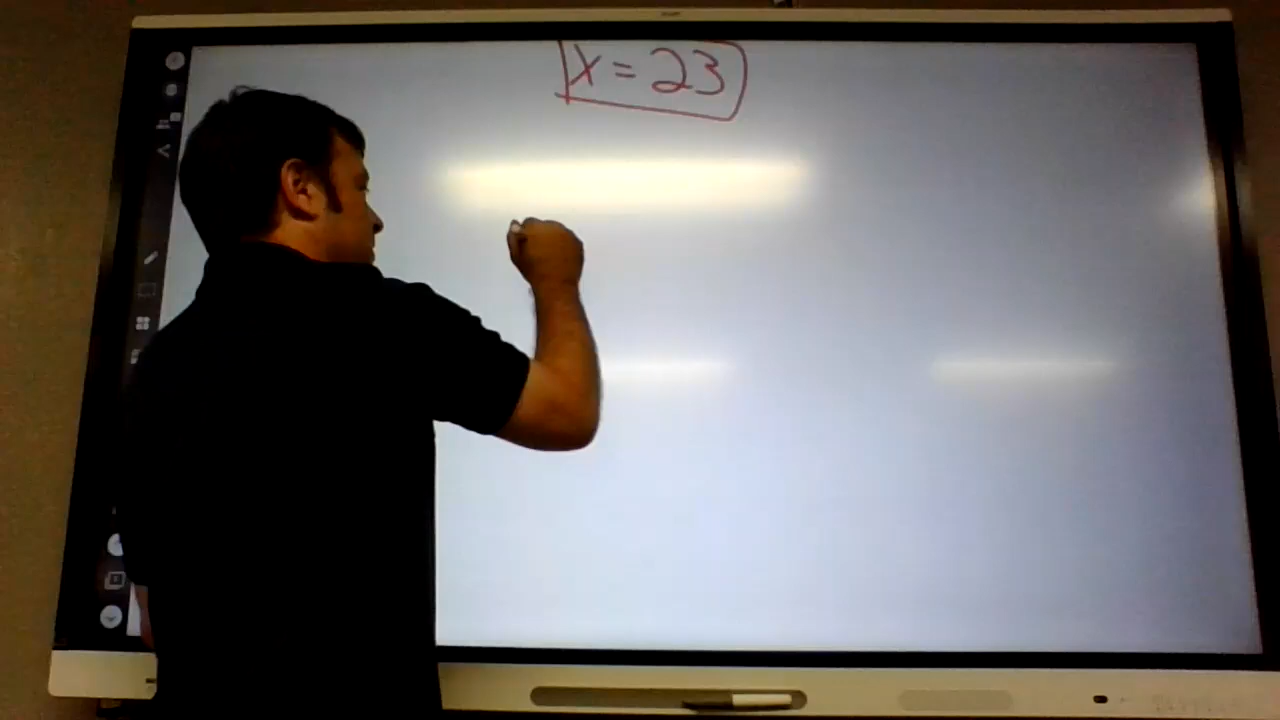 x = 23